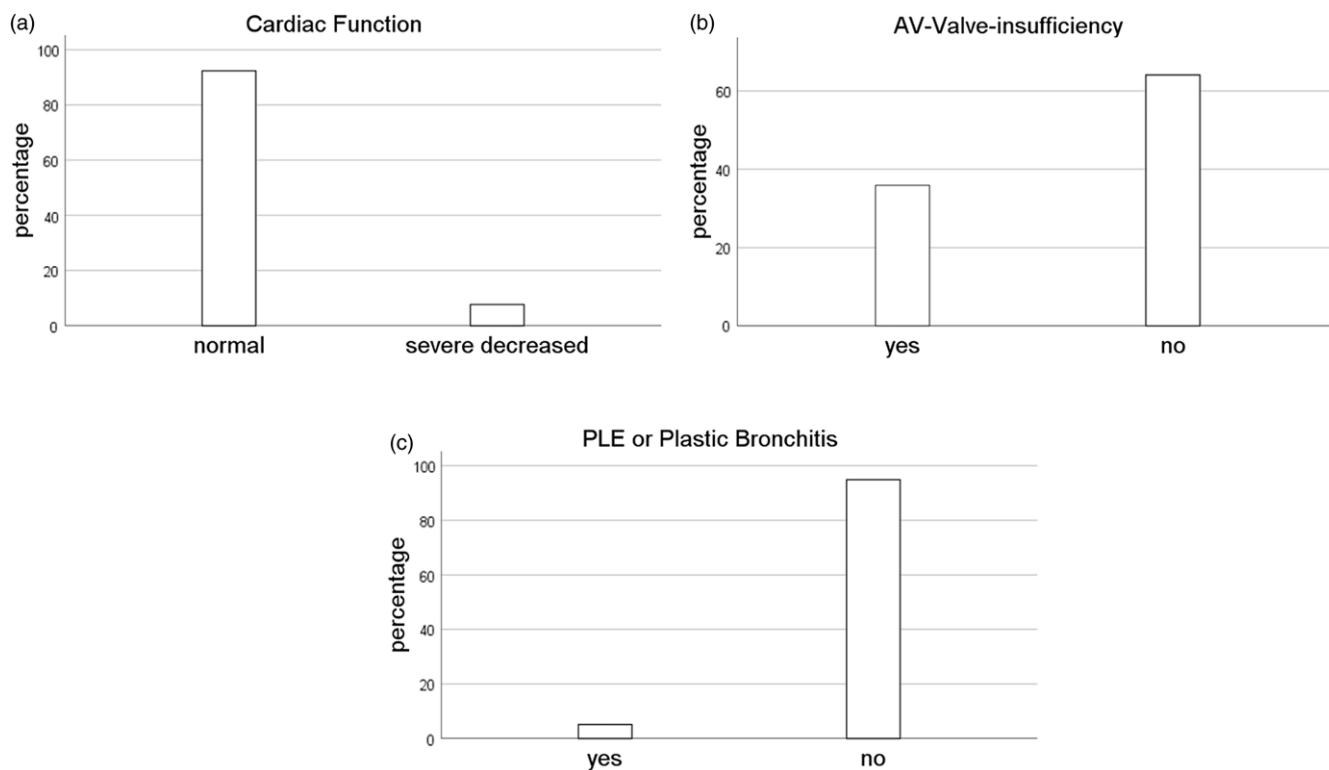 (a)
Cardiac Function
percentage
100
80
60
40
20
0
normal
severe decreased
(b)
AV-Valve-insufficiency
percentage
60
40
20
0
yes
no
(c)
PLE or Plastic Bronchitis
percentage
100
80
60
40
20
0
yes
no